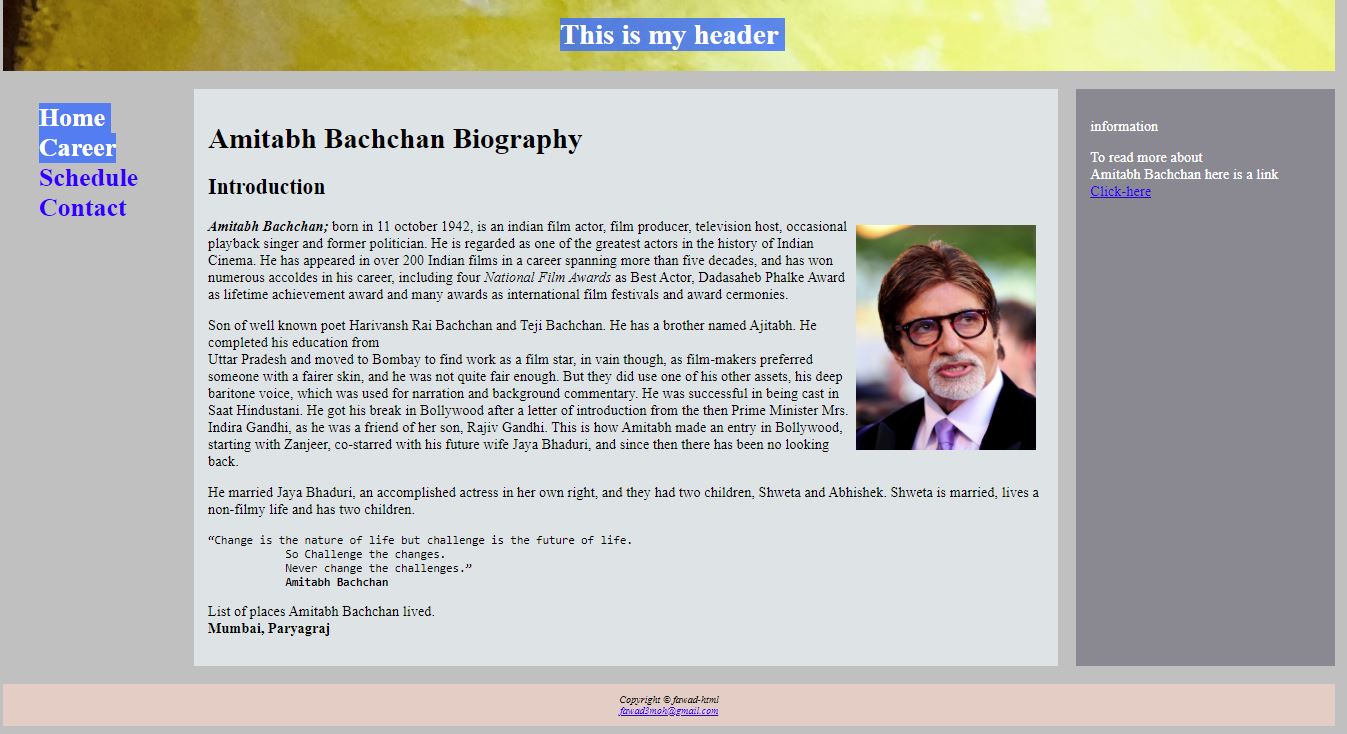 This is my header
Home
Career
Schedule
Contact
Amitabh Bachchan Biography
Introduction
Amitabh Bachchan; born in 11 october 1942, is an indian film actor, film producer, television host, occasional
playback singer and former politician. He is regarded as one of the greatest actors in the history of Indian
Cinema. He has appeared in over 200 Indian films in a career spanning more than five decades, and has won
numerous accoldes in his career, including four National Film Awards as Best Actor, Dadasaheb Phalke Award
as lifetime achievement award and many awards as international film festivals and award cermonies.
Son of well known poet Harivansh Rai Bachchan and Teji Bachchan. He has a brother named Ajitabh. He
completed his education from
Uttar Pradesh and moved to Bombay to find work as a film star, in vain though, as film-makers preferred
someone with a fairer skin, and he was not quite fair enough. But they did use one of his other assets, his deep
baritone voice, which was used for narration and background commentary. He was successful in being cast in
Saat Hindustani. He got his break in Bollywood after a letter of introduction from the then Prime Minister Mrs.
Indira Gandhi, as he was a friend of her son, Rajiv Gandhi. This is how Amitabh made an entry in Bollywood,
starting with Zanjeer, co-starred with his future wife Jaya Bhaduri, and since then there has been no looking
back.
He married Jaya Bhaduri, an accomplished actress in her own right, and they had two children, Shweta and Abhishek. Shweta is married, lives a
non-filmy life and has two children.
“Change is the nature of life but challenge is the future of life.
So Challenge the changes.
Never change the challenges.”
Amitabh Bachchan
List of places Amitabh Bachchan lived.
Mumbai, Paryagraj
information
To read more about
Amitabh Bachchan here is a link
Click-here
Copyright © fawad-html
fawad3moh@gmail.com